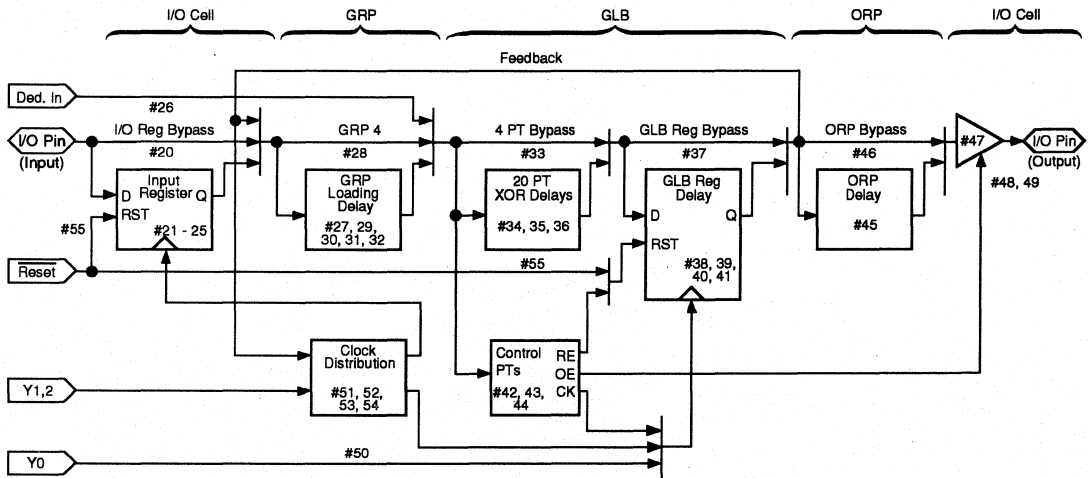 I/O Cell GRP GLB ORP I/O Cell
Feedback
Ded. In
#26
I/O Pin
(Input)
I/O Reg Bypass
#20
GRP 4
#28
4 PT Bypass
#33
GLB Reg Bypass
#37
ORP Bypass
#46
#47
I/O Pin
(Output)
#48, 49
Input
Register
D Q
RST
#21 - 25
#55
GRP
Loading
Delay
#27, 29,
30, 31, 32
20 PT
XOR Delays
#34, 35, 36
GLB Reg
Delay
D Q
RST
#38, 39,
40, 41
ORP
Delay
#45
Reset
#55
Clock
Distribution
#51, 52,
53, 54
Control
PTs
RE
OE
CK
#42, 43,
44
Y1,2
Y0
#50